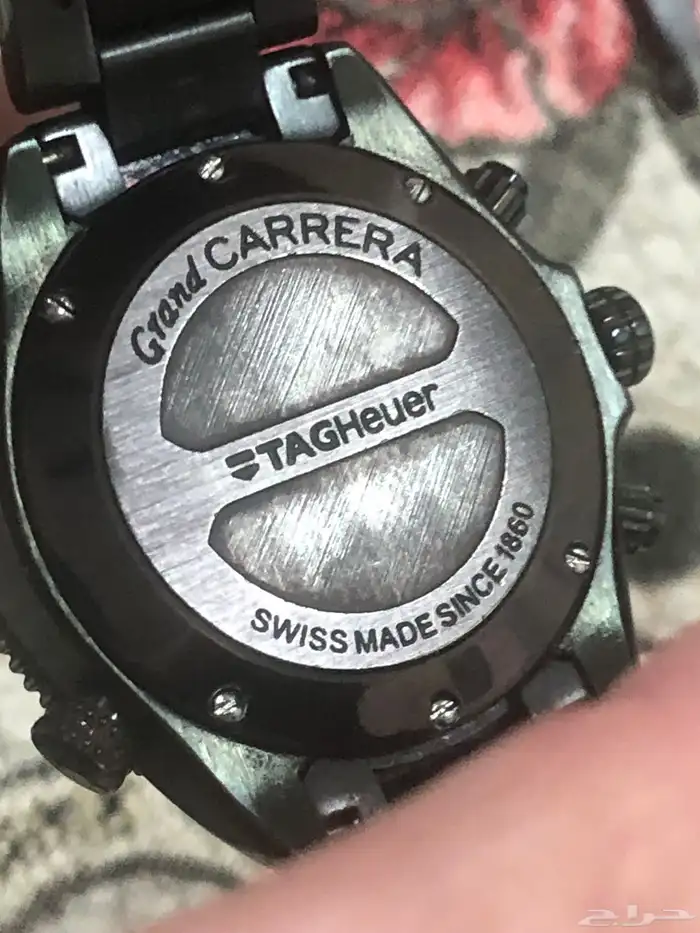 Grand CARRERA
TAGHeuer
SWISS MADE SINCE 1860
حراج